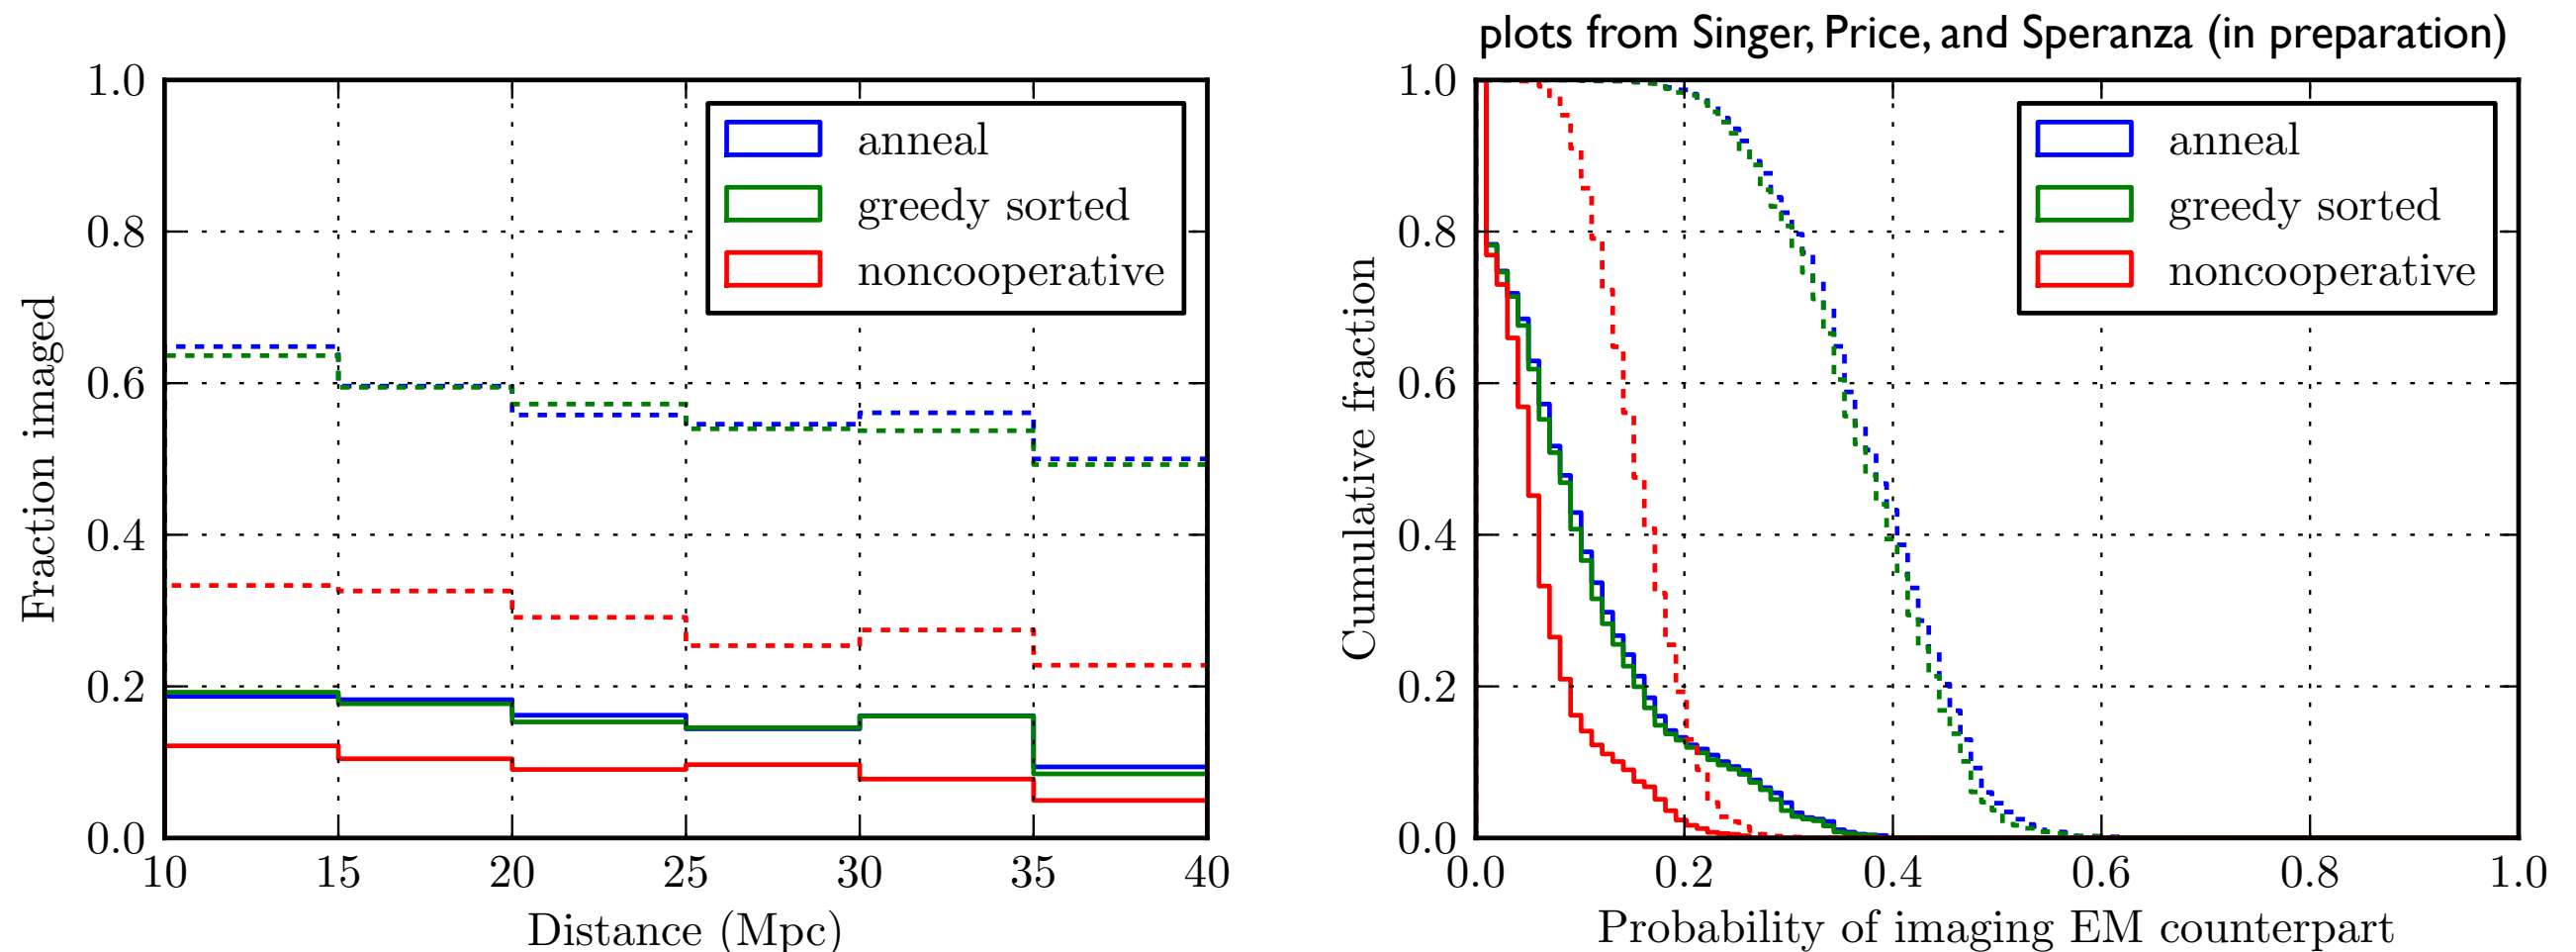 plots from Singer, Price, and Speranza (in preparation)
1.0
0.8
0.6
0.4
0.2
0.0
Fraction imaged
10 15 20 25 30 35 40
Distance (Mpc)
anneal
greedy sorted
noncooperative
1.0
0.8
0.6
0.4
0.2
0.0
Cumulative fraction
0.0 0.2 0.4 0.6 0.8 1.0
Probability of imaging EM counterpart
anneal
greedy sorted
noncooperative